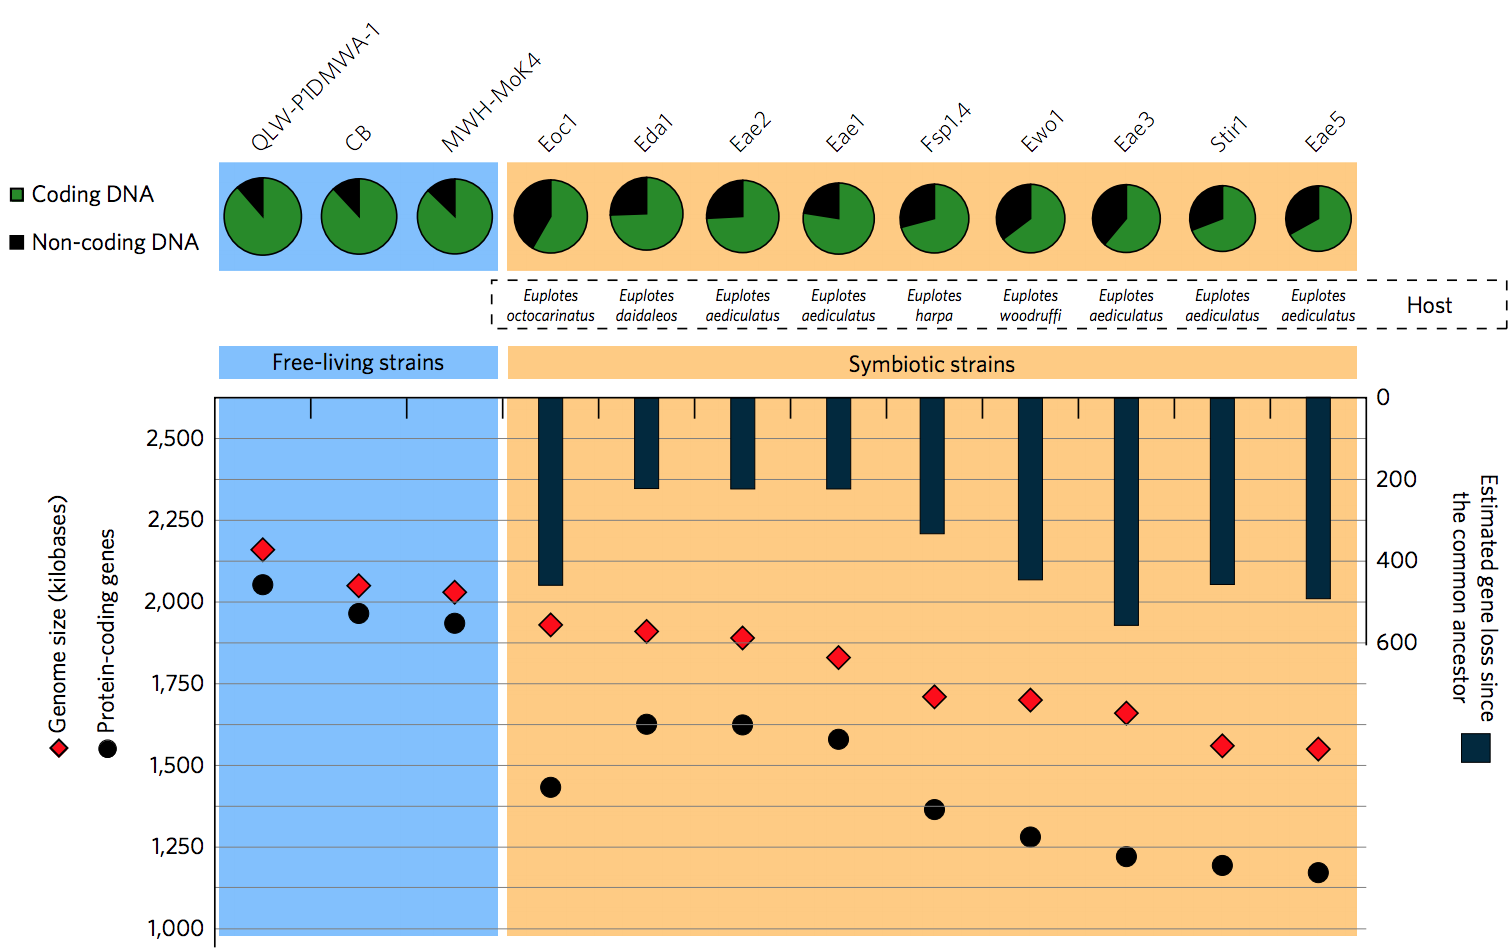 QLW-P1DMWA-1
CB
MWH-MoK4
Eoc1
Eda1
Eae2
Eae1
Fsp1.4
Ewo1
Eae3
Stir1
Eae5
Coding DNA
Non-coding DNA
Euplotes
octocarinatus
Euplotes
daidaleos
Euplotes
aediculatus
Euplotes
aediculatus
Euplotes
harpa
Euplotes
woodruffi
Euplotes
aediculatus
Euplotes
aediculatus
Euplotes
aediculatus
Host
Free-living strains
Symbiotic strains
2,500
2,250
2,000
1,750
1,500
1,250
1,000
Genome size (kilobases)
Protein-coding genes
0
200
400
600
Estimated gene loss since
the common ancestor